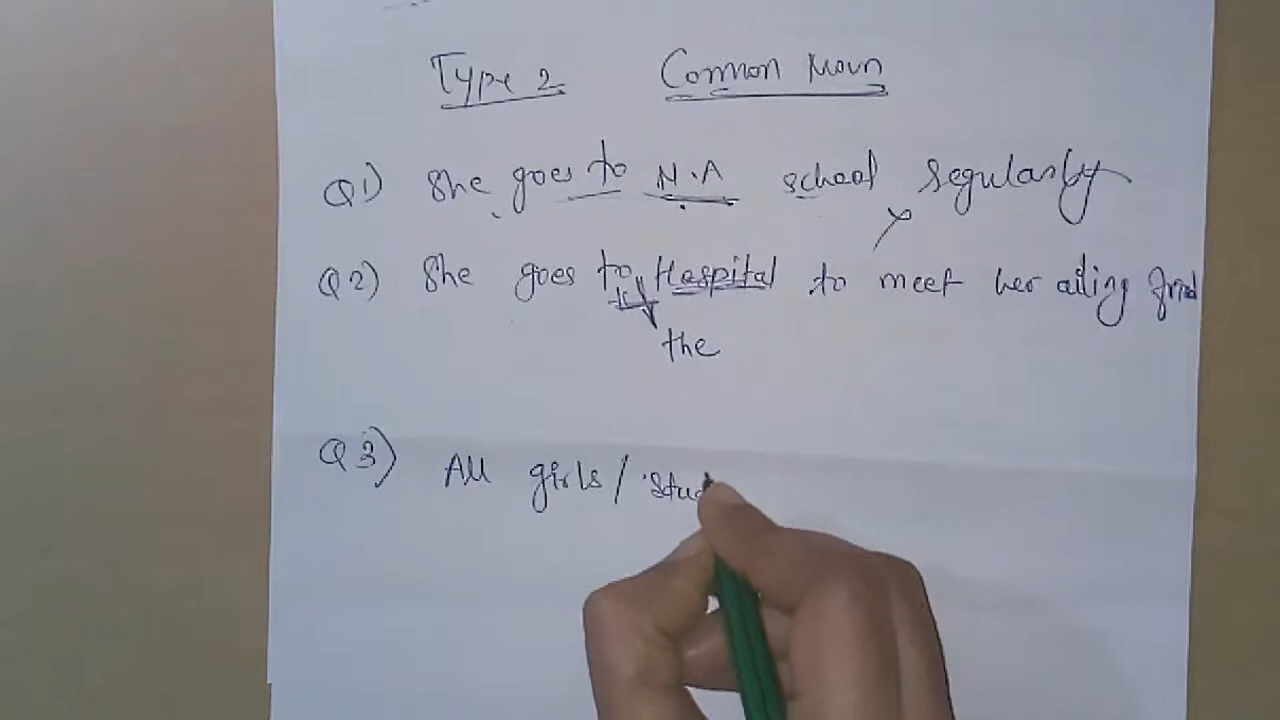 Type 2 Common Noun
Q1) She goes to N.A school regularly
Q2) She goes to Hospital to meet her ailing
the
Q3) All girls / Stud